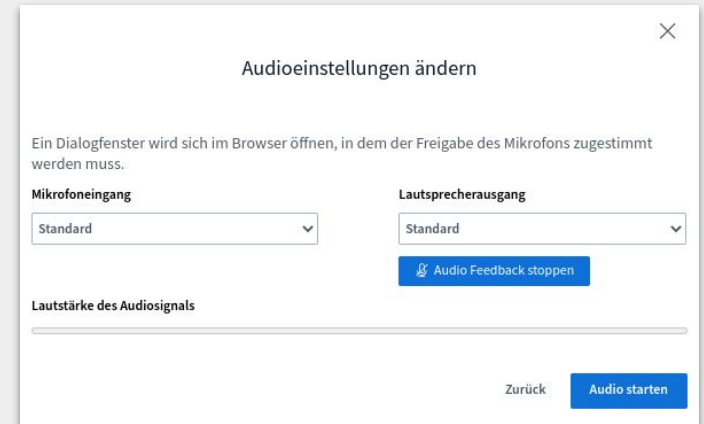 Audioeinstellungen ändern
Ein Dialogfenster wird sich im Browser öffnen, in dem der Freigabe des Mikrofons zugestimmt
werden muss.
Mikrofoneingang
Lautsprecherausgang
Standard
Standard
Audio Feedback stoppen
Lautstärke des Audiosignals
Zurück
Audio starten